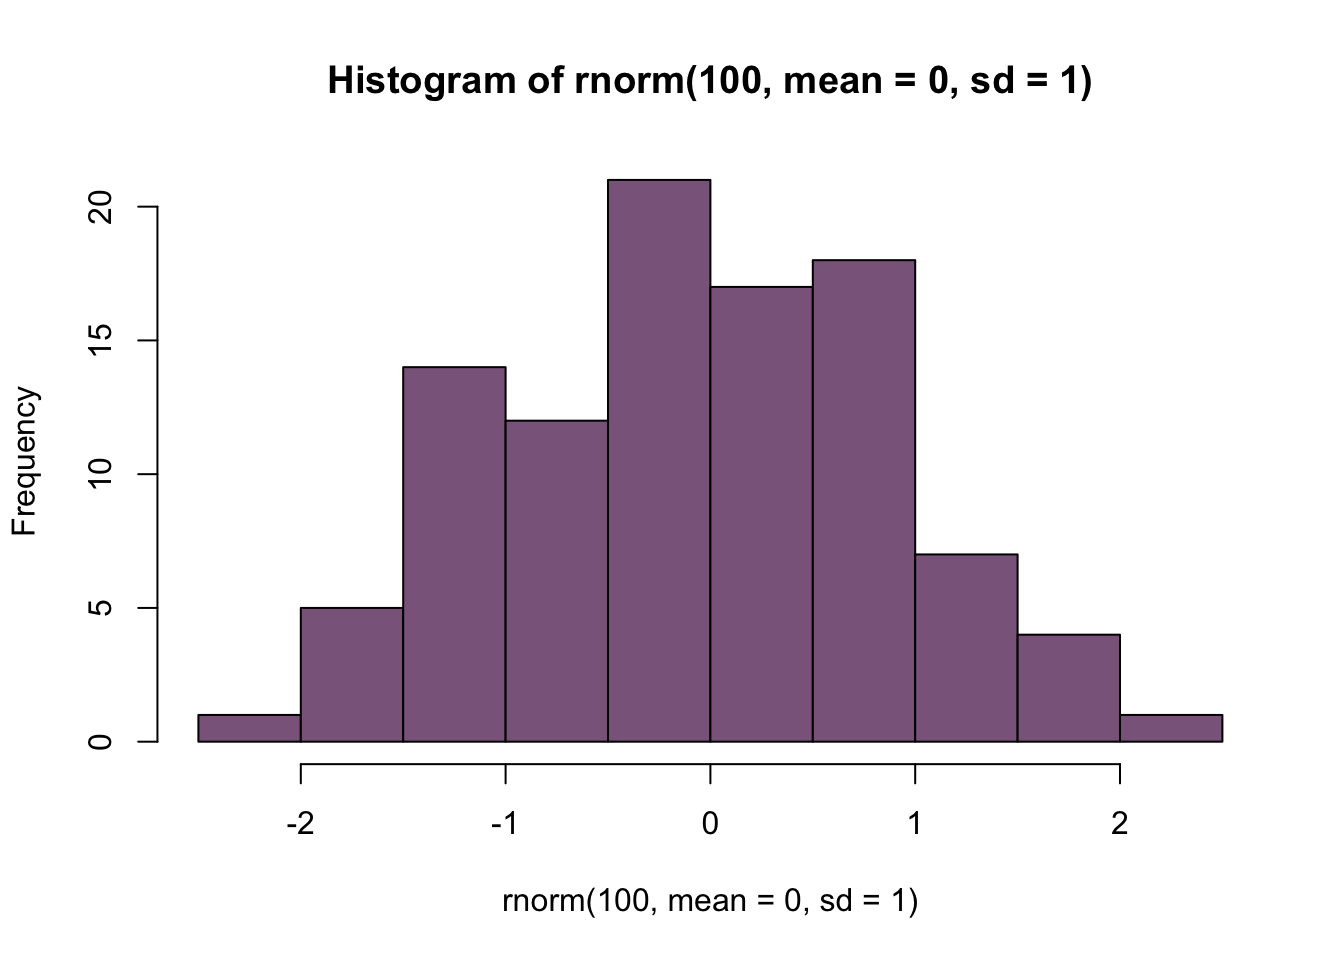 Histogram of rnorm(100, mean = 0, sd = 1)
Frequency
20
15
10
5
0
-2 -1 0 1 2
rnorm(100, mean = 0, sd = 1)